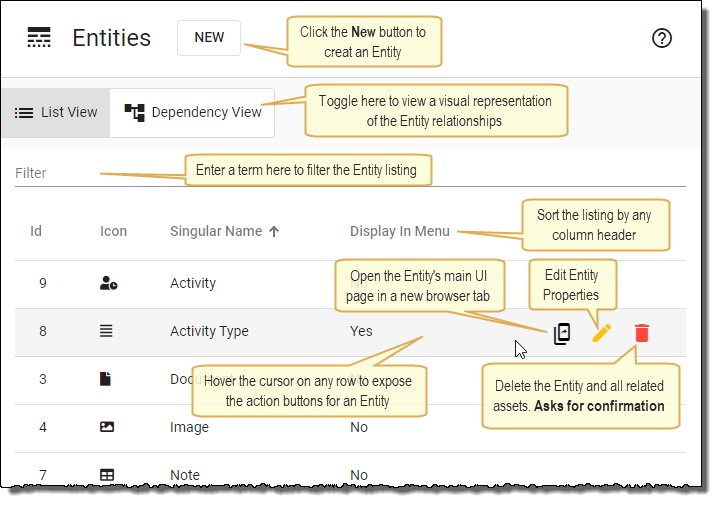 Entities
NEW
Click the New button to
creat an Entity
List View
Dependency View
Toggle here to view a visual representation
of the Entity relationships
Filter
Enter a term here to filter the Entity listing
Id Icon Singular Name Display In Menu
Sort the listing by any
column header
9 Activity
Open the Entity's main UI
page in a new browser tab
Edit Entity
Properties
8 Activity Type Yes
3
Hover the cursor on any row to expose
the action buttons for an Entity
Delete the Entity and all related
assets. Asks for confirmation
4 Image No
7 Note No